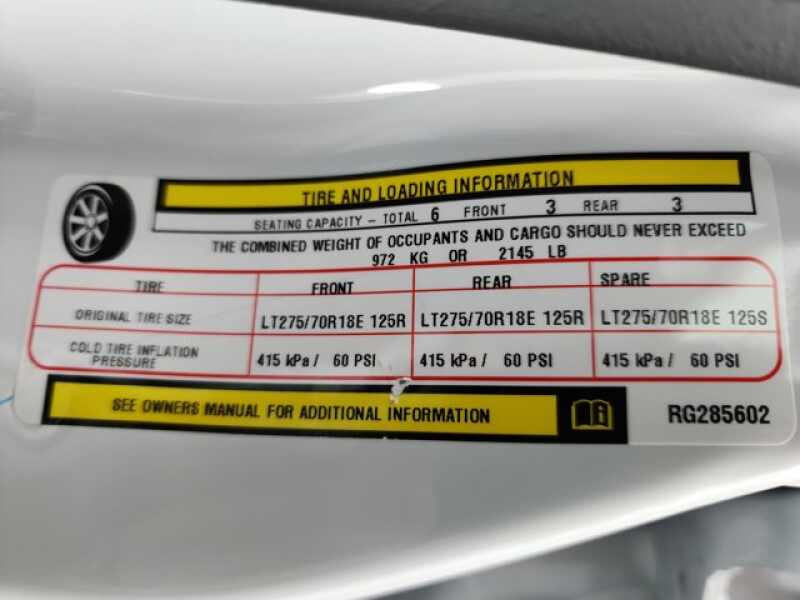 TIRE AND LOADING INFORMATION
SEATING CAPACITY - TOTAL 6 FRONT 3 REAR 3
THE COMBINED WEIGHT OF OCCUPANTS AND CARGO SHOULD NEVER EXCEED
972 KG OR 2145 LB
TIRE FRONT REAR SPARE
ORIGINAL TIRE SIZE LT275/70R18E 125R LT275/70R18E 125R LT275/70R18E 125S
COLD TIRE INFLATION
PRESSURE 415 kPa / 60 PSI 415 kPa / 60 PSI 415 kPa / 60 PSI
SEE OWNERS MANUAL FOR ADDITIONAL INFORMATION
RG285602